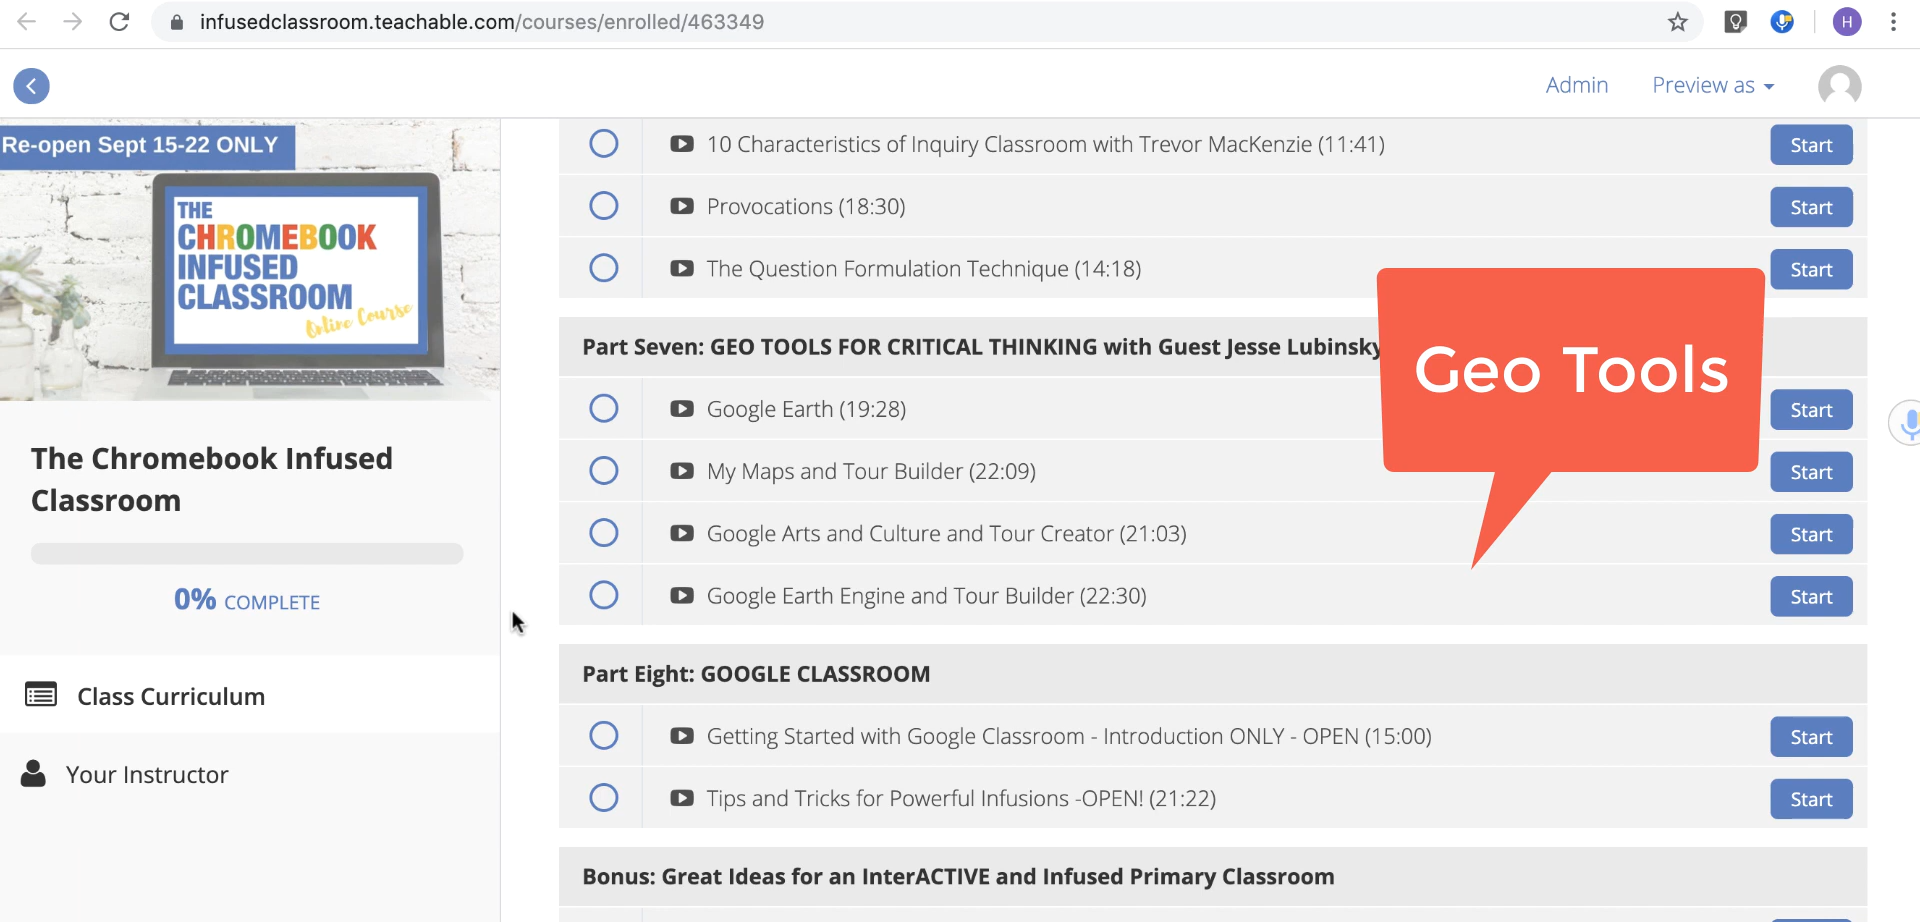 infusedclassroom.teachable.com/courses/enrolled/463349
H
Admin
Preview as
Re-open Sept 15-22 ONLY
THE
CHROMEBOOK
INFUSED
CLASSROOM
Online Course
The Chromebook Infused
Classroom
0% COMPLETE
Class Curriculum
Your Instructor
10 Characteristics of Inquiry Classroom with Trevor MacKenzie (11:41)
Start
Provocations (18:30)
Start
The Question Formulation Technique (14:18)
Start
Part Seven: GEO TOOLS FOR CRITICAL THINKING with Guest Jesse Lubinsky
Geo Tools
Google Earth (19:28)
Start
My Maps and Tour Builder (22:09)
Start
Google Arts and Culture and Tour Creator (21:03)
Start
Google Earth Engine and Tour Builder (22:30)
Start
Part Eight: GOOGLE CLASSROOM
Getting Started with Google Classroom - Introduction ONLY - OPEN (15:00)
Start
Tips and Tricks for Powerful Infusions -OPEN! (21:22)
Start
Bonus: Great Ideas for an InterACTIVE and Infused Primary Classroom